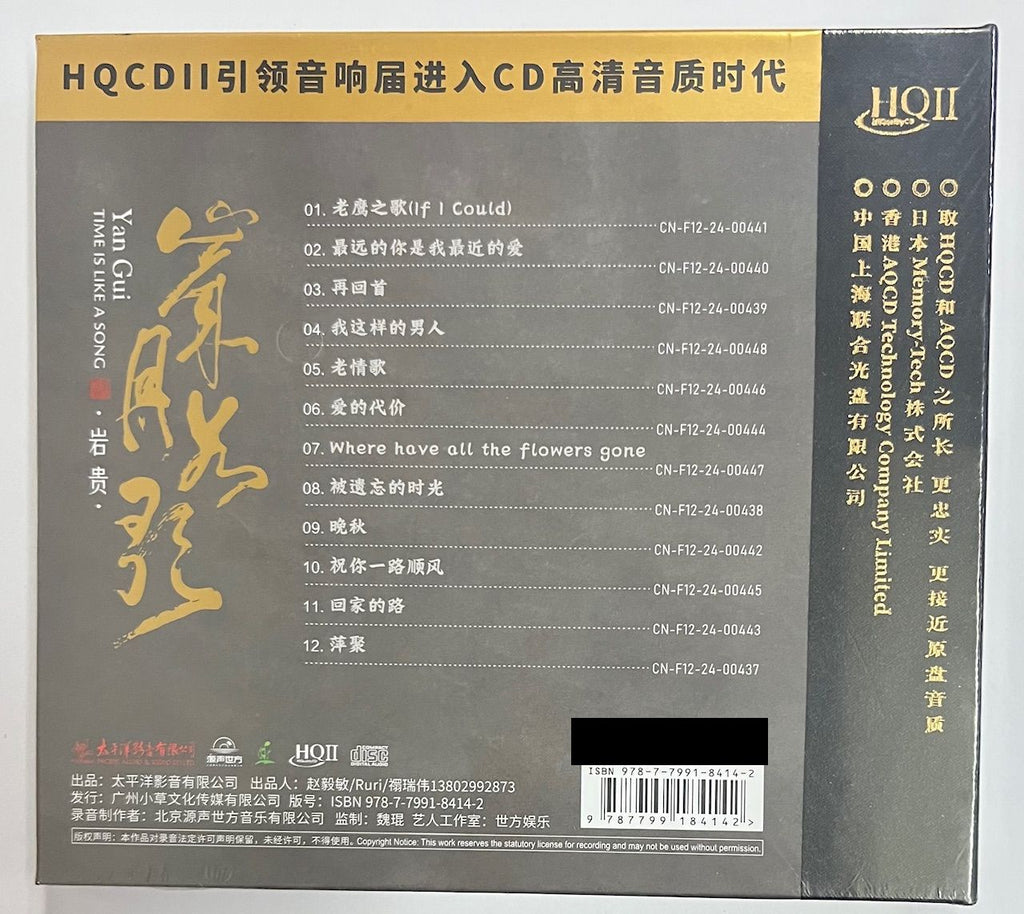 HQCDII引领音响届进入CD高清音质时代
HQII
取HQCD和AQCD之所长 更忠实 更接近原盘音质
日本Memory-Tech株式会社
香港AQCD Technology Company Limited
中国上海联合光盘有限公司
Yan Gui
TIME IS LIKE A SONG
·岩贵·
01. 老鹰之歌(If I Could)
CN-F12-24-00441
02. 最远的你是我最近的爱
CN-F12-24-00440
03. 再回首
CN-F12-24-00439
04. 我这样的男人
CN-F12-24-00448
05. 老情歌
CN-F12-24-00446
06. 爱的代价
CN-F12-24-00444
07. Where have all the flowers gone
CN-F12-24-00447
08. 被遗忘的时光
CN-F12-24-00438
09. 晚秋
CN-F12-24-00442
10. 祝你一路顺风
CN-F12-24-00445
11. 回家的路
CN-F12-24-00443
12. 萍聚
CN-F12-24-00437
太平洋影音有限公司
源声世方
HQII
COMPACT
disc
DIGITAL AUDIO
出品：太平洋影音有限公司 出品人：赵毅敏/Ruri/禤瑞伟13802992873
发行：广州小草文化传媒有限公司 版号：ISBN 978-7-7991-8414-2
录音制作者：北京源声世方音乐有限公司 监制：魏琨 艺人工作室：世方娱乐
版权声明：本作品对录音法定许可声明保留，未经许可，不得使用。Copyright Notice: This work reserves the statutory license for recording and may not be used without permission.
ISBN 978-7-7991-8414-2
9 787799 184142 >